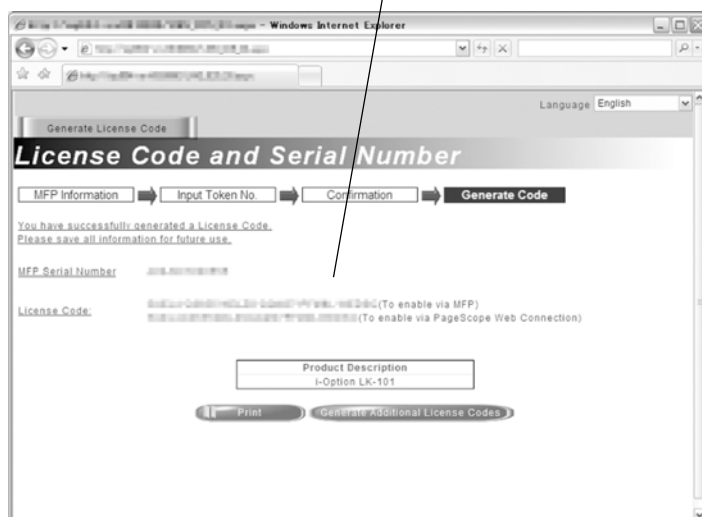 - Windows Internet Explorer
Language English
Generate License Code
License Code and Serial Number
MFP Information
Input Token No.
Confirmation
Generate Code
You have successfully generated a License Code.
Please save all information for future use.
MFP Serial Number
License Code:
(To enable via MFP)
(To enable via PageScope Web Connection)
Product Description
i-Option LK-101
Print
Generate Additional License Codes